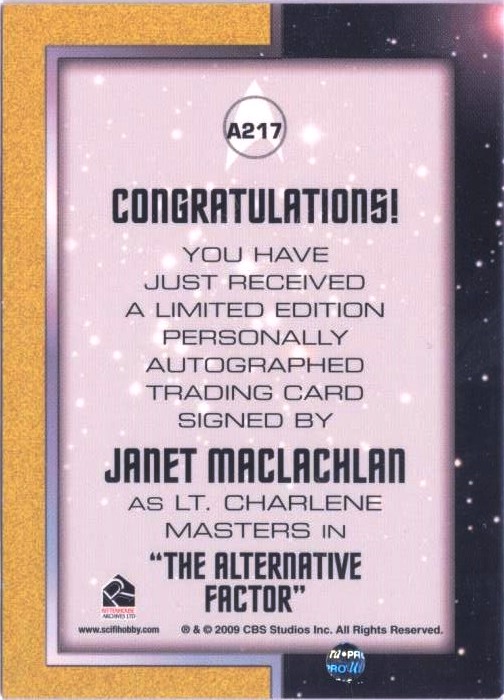 A217
CONGRATULATIONS!
YOU HAVE
JUST RECEIVED
A LIMITED EDITION
PERSONALLY
AUTOGRAPHED
TRADING CARD
SIGNED BY
JANET MACLACHLAN
AS LT. CHARLENE
MASTERS IN
"THE ALTERNATIVE
FACTOR"
RITTENHOUSE
ARCHIVES LTD
www.scifihobby.com ® & © 2009 CBS Studios Inc. All Rights Reserved.